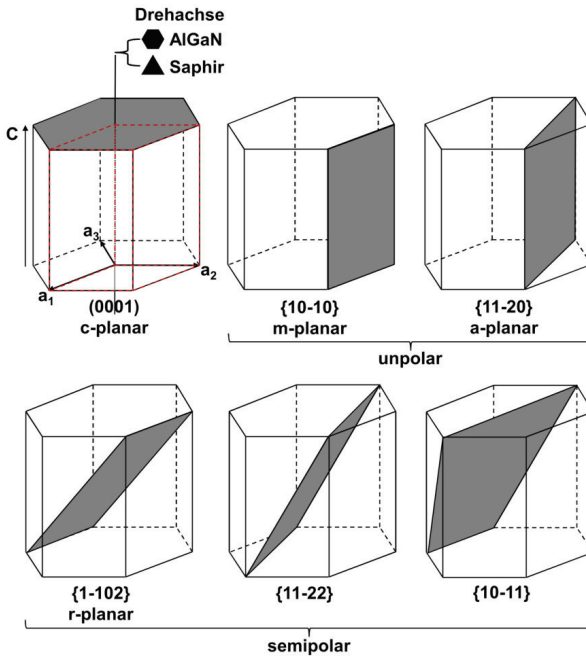 Drehachse
AlGaN
Saphir
C
a3
a1
a2
(0001)
c-planar
{10-10}
m-planar
{11-20}
a-planar
unpolar
{1-102}
r-planar
{11-22}
{10-11}
semipolar